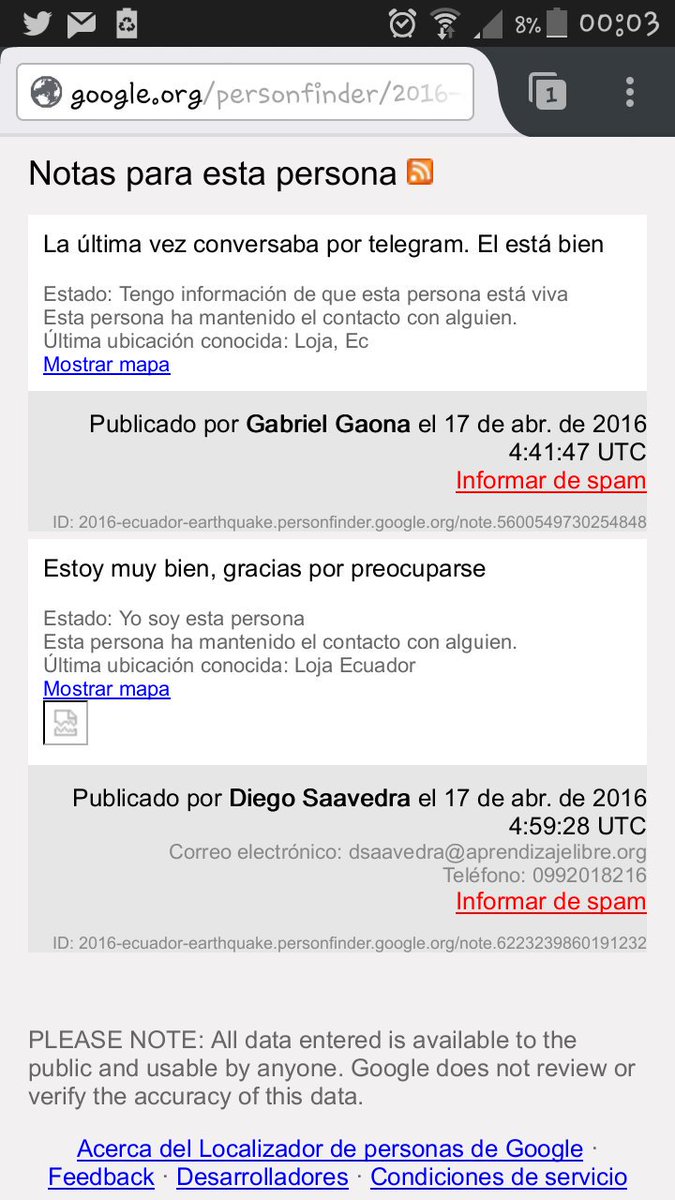 8% 00:03
google.org/personfinder/2016-
1
Notas para esta persona
La última vez conversaba por telegram. El está bien
Estado: Tengo información de que esta persona está viva
Esta persona ha mantenido el contacto con alguien.
Última ubicación conocida: Loja, Ec
Mostrar mapa
Publicado por Gabriel Gaona el 17 de abr. de 2016
4:41:47 UTC
Informar de spam
ID: 2016-ecuador-earthquake.personfinder.google.org/note.5600549730254848
Estoy muy bien, gracias por preocuparse
Estado: Yo soy esta persona
Esta persona ha mantenido el contacto con alguien.
Última ubicación conocida: Loja Ecuador
Mostrar mapa
Publicado por Diego Saavedra el 17 de abr. de 2016
4:59:28 UTC
Correo electrónico: dsaavedra@aprendizajelibre.org
Teléfono: 0992018216
Informar de spam
ID: 2016-ecuador-earthquake.personfinder.google.org/note.6223239860191232
PLEASE NOTE: All data entered is available to the
public and usable by anyone. Google does not review or
verify the accuracy of this data.
Acerca del Localizador de personas de Google ·
Feedback · Desarrolladores · Condiciones de servicio